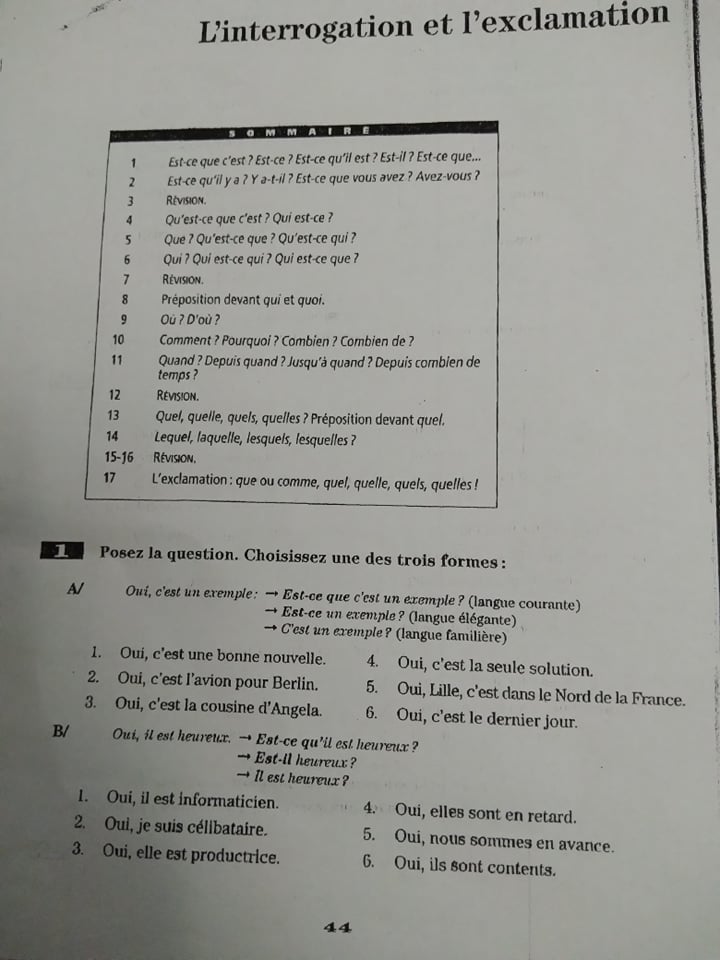 L'interrogation et l'exclamation
SOMMAIRE
1 Est-ce que c'est ? Est-ce ? Est-ce qu'il est ? Est-il ? Est-ce que...
2 Est-ce qu'il y a ? Y a-t-il ? Est-ce que vous avez ? Avez-vous ?
3 RÉVISION.
4 Qu'est-ce que c'est ? Qui est-ce ?
5 Que ? Qu'est-ce que ? Qu'est-ce qui ?
6 Qui ? Qui est-ce qui ? Qui est-ce que ?
7 RÉVISION.
8 Préposition devant qui et quoi.
9 Où ? D'où ?
10 Comment ? Pourquoi ? Combien ? Combien de ?
11 Quand ? Depuis quand ? Jusqu'à quand ? Depuis combien de
temps ?
12 RÉVISION.
13 Quel, quelle, quels, quelles ? Préposition devant quel.
14 Lequel, laquelle, lesquels, lesquelles ?
15-16 RÉVISION.
17 L'exclamation : que ou comme, quel, quelle, quels, quelles !
1 Posez la question. Choisissez une des trois formes :
A/ Oui, c'est un exemple : → Est-ce que c'est un exemple ? (langue courante)
→ Est-ce un exemple ? (langue élégante)
→ C'est un exemple ? (langue familière)
1. Oui, c'est une bonne nouvelle.
2. Oui, c'est l'avion pour Berlin.
3. Oui, c'est la cousine d'Angela.
4. Oui, c'est la seule solution.
5. Oui, Lille, c'est dans le Nord de la France.
6. Oui, c'est le dernier jour.
B/ Oui, il est heureux. → Est-ce qu'il est heureux ?
→ Est-il heureux ?
→ Il est heureux ?
1. Oui, il est informaticien.
2. Oui, je suis célibataire.
3. Oui, elle est productrice.
4. Oui, elles sont en retard.
5. Oui, nous sommes en avance.
6. Oui, ils sont contents.
44